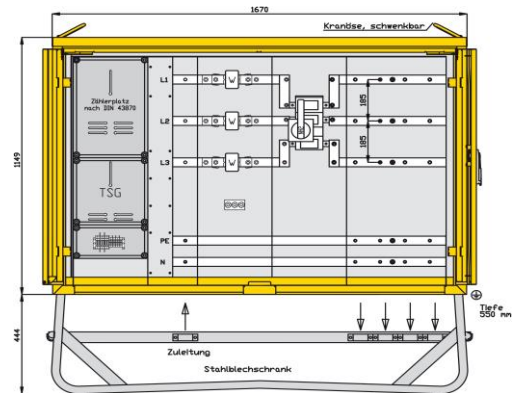 1670
Kranöse, schwenkbar
Zählerplatz
nach DIN 43870
L1
185
L2
185
L3
1149
TSG
PE
N
444
Zuleitung
Tiefe
550 mm
Stahlblechschrank